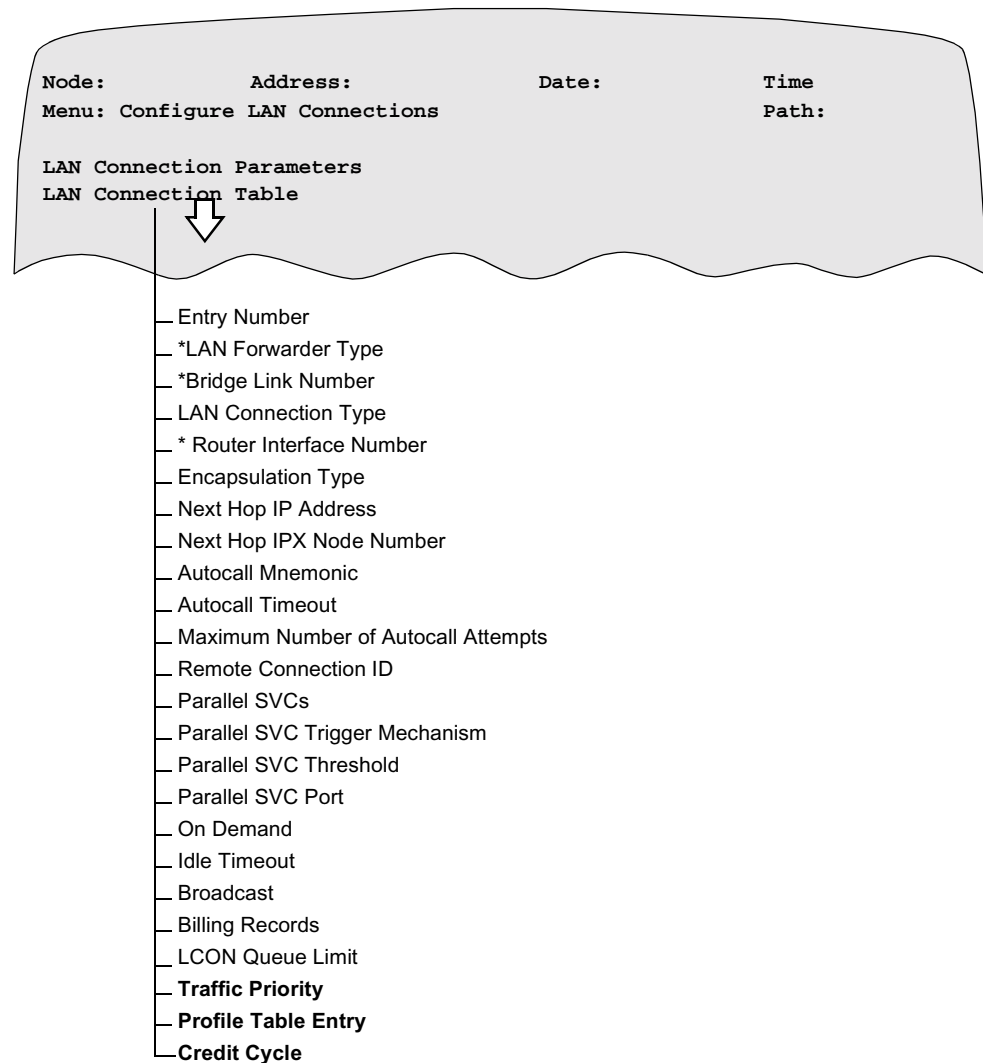 Node: Address: Date: Time
Menu: Configure LAN Connections Path:
LAN Connection Parameters
LAN Connection Table
Entry Number
*LAN Forwarder Type
*Bridge Link Number
LAN Connection Type
* Router Interface Number
Encapsulation Type
Next Hop IP Address
Next Hop IPX Node Number
Autocall Mnemonic
Autocall Timeout
Maximum Number of Autocall Attempts
Remote Connection ID
Parallel SVCs
Parallel SVC Trigger Mechanism
Parallel SVC Threshold
Parallel SVC Port
On Demand
Idle Timeout
Broadcast
Billing Records
LCON Queue Limit
Traffic Priority
Profile Table Entry
Credit Cycle